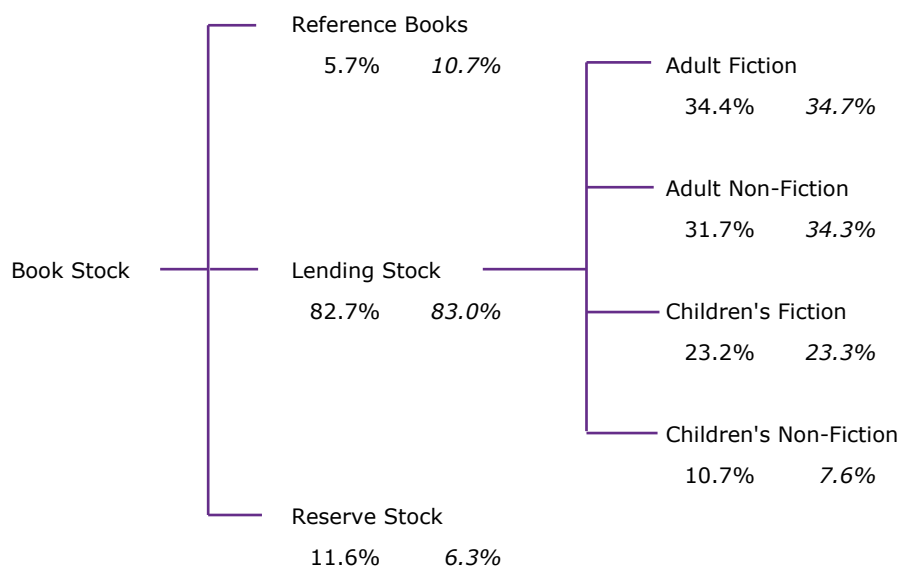 Reference Books
5.7% 10.7%
Adult Fiction
34.4% 34.7%
Adult Non-Fiction
31.7% 34.3%
Book Stock
Lending Stock
82.7% 83.0%
Children's Fiction
23.2% 23.3%
Children's Non-Fiction
10.7% 7.6%
Reserve Stock
11.6% 6.3%